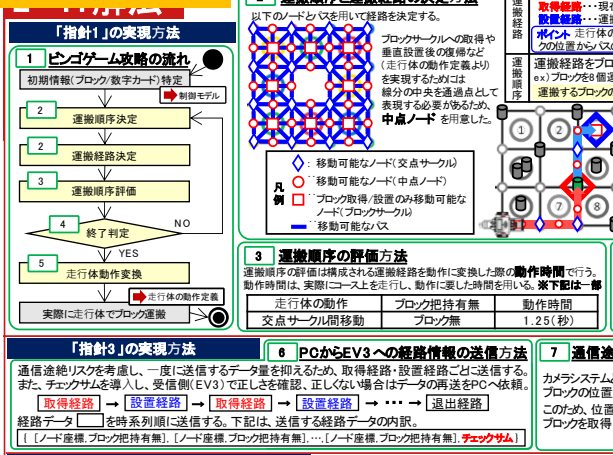 「指針1」の実現方法
1 ビンゴゲーム攻略の流れ
初期情報(ブロック/数字カード)特定
制御モデル
2
運搬順序決定
2
運搬経路決定
3
運搬順序評価
4
終了判定
NO
YES
5
走行体動作変換
走行体の動作定義
実際に走行体でブロック運搬
以下のノードとパスを用いて経路を決定する。
ブロックサークルへの取得や
垂直設置後の復帰など
(走行体の動作定義より)
を実現するためには
線分の中央を通過点として
表現する必要があるため、
中点ノード を用意した。
凡例
: 移動可能なノード(交点サークル)
移動可能なノード(中点ノード)
ブロック取得/設置のみ移動可能な
ノード(ブロックサークル)
移動可能なパス
3 運搬順序の評価方法
運搬順序の評価は構成される運搬経路を動作に変換した際の動作時間で行う。
動作時間は、実際にコース上を走行し、動作に要した時間を用いる。※下記は一部
走行体の動作 ブロック把持有無 動作時間
交点サークル間移動 ブロック無 1.25(秒)
運搬経路
取得経路・・・現在
設置経路・・・運搬
ポイント 走行体の
クの位置からパスの
運搬順序
運搬経路をブロ
ex)ブロックを8個運
運搬するブロックの
1 2
7 8
「指針3」の実現方法
6 PCからEV3への経路情報の送信方法
通信途絶リスクを考慮し、一度に送信するデータ量を抑えるため、取得経路・設置経路ごとに送信する。
また、チェックサムを導入し、受信側(EV3)で正しさを確認、正しくない場合はデータの再送をPCへ依頼。
取得経路 → 設置経路 → 取得経路 → 設置経路 → ・・・ → 退出経路
経路データ を時系列順に送信する。下記は、送信する経路データの内訳。
{ [ノード座標,ブロック把持有無], [ノード座標,ブロック把持有無],…,[ノード座標,ブロック把持有無],チェックサム }
7 通信途
カメラシステムと
ブロックの位置
このため、位置
ブロックを取得